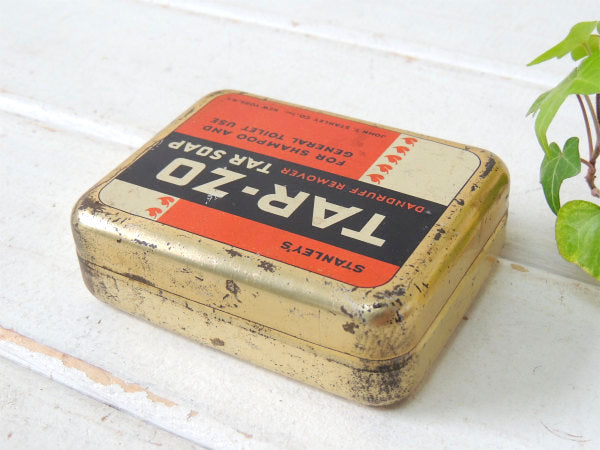 STANLEY'S
TAR-ZO
DANDRUFF REMOVER TAR SOAP
FOR SHAMPOO AND
GENERAL TOILET USE
JOHN T. STANLEY CO., INC. NEW YORK, N.Y.